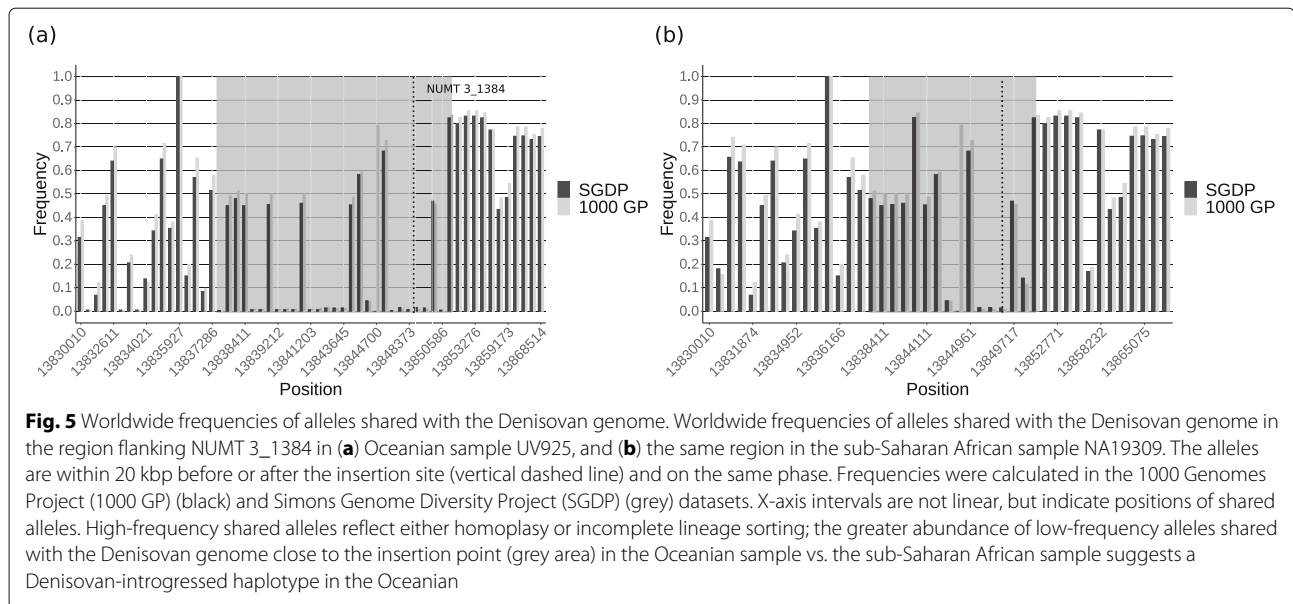 (a)
1.0
0.9
0.8
0.7
0.6
0.5
0.4
0.3
0.2
0.1
0.0
Frequency
NUMT 3_1384
13830010
13832611
13834021
13835927
13837286
13838411
13839212
13841203
13843645
13844700
13848373
13850586
13853276
13859173
13868514
Position
SGDP
1000 GP
(b)
1.0
0.9
0.8
0.7
0.6
0.5
0.4
0.3
0.2
0.1
0.0
Frequency
13830010
13831874
13834952
13836166
13838411
13844111
13844961
13849717
13852771
13858232
13865075
Position
SGDP
1000 GP
Fig. 5 Worldwide frequencies of alleles shared with the Denisovan genome. Worldwide frequencies of alleles shared with the Denisovan genome in
the region flanking NUMT 3_1384 in (a) Oceanian sample UV925, and (b) the same region in the sub-Saharan African sample NA19309. The alleles
are within 20 kbp before or after the insertion site (vertical dashed line) and on the same phase. Frequencies were calculated in the 1000 Genomes
Project (1000 GP) (black) and Simons Genome Diversity Project (SGDP) (grey) datasets. X-axis intervals are not linear, but indicate positions of shared
alleles. High-frequency shared alleles reflect either homoplasy or incomplete lineage sorting; the greater abundance of low-frequency alleles shared
with the Denisovan genome close to the insertion point (grey area) in the Oceanian sample vs. the sub-Saharan African sample suggests a
Denisovan-introgressed haplotype in the Oceanian